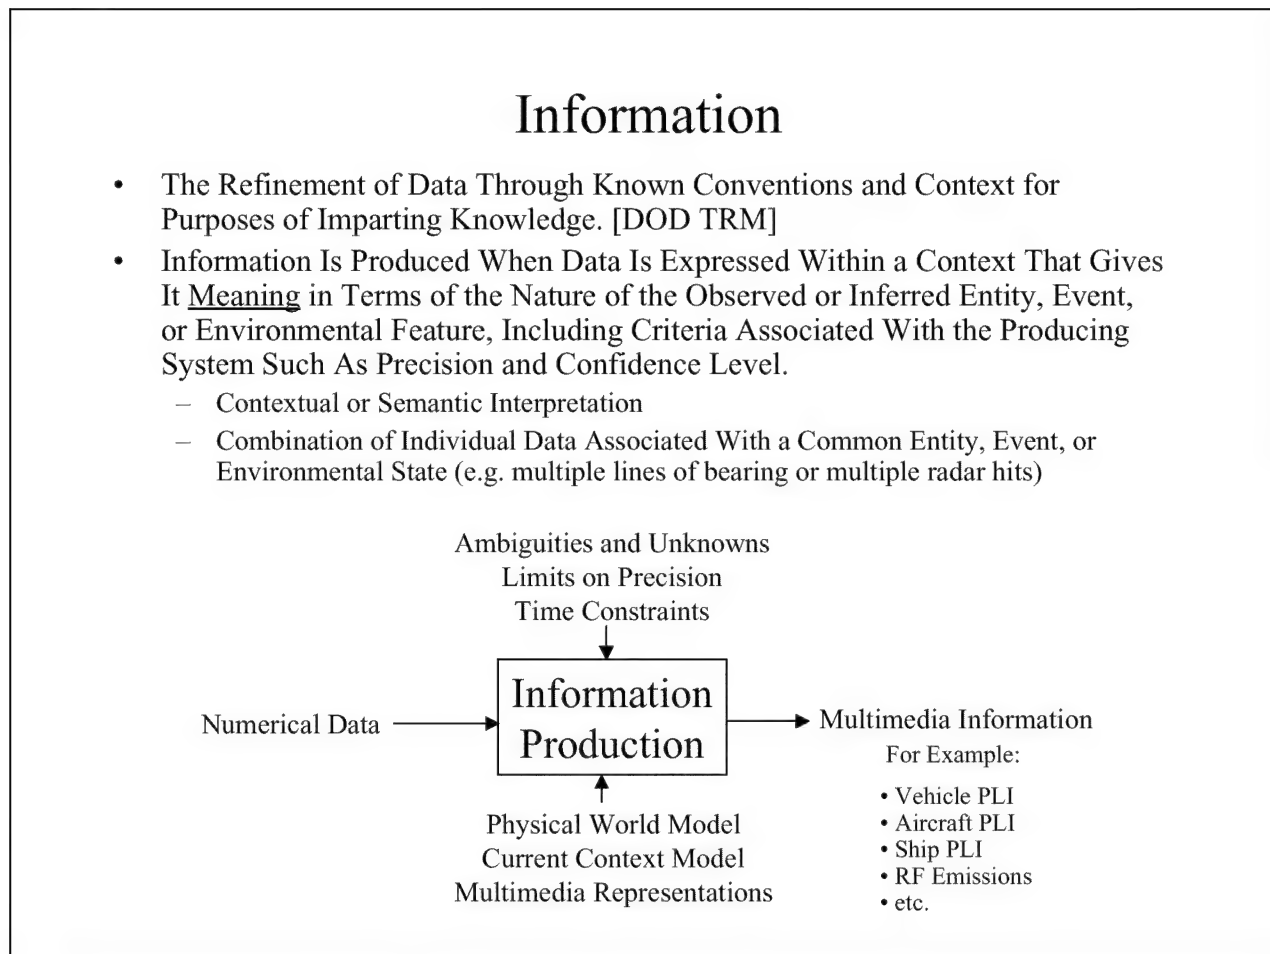 Information
• The Refinement of Data Through Known Conventions and Context for
Purposes of Imparting Knowledge. [DOD TRM]
• Information Is Produced When Data Is Expressed Within a Context That Gives
It Meaning in Terms of the Nature of the Observed or Inferred Entity, Event,
or Environmental Feature, Including Criteria Associated With the Producing
System Such As Precision and Confidence Level.
– Contextual or Semantic Interpretation
– Combination of Individual Data Associated With a Common Entity, Event, or
Environmental State (e.g. multiple lines of bearing or multiple radar hits)
Ambiguities and Unknowns
Limits on Precision
Time Constraints
Numerical Data
Information
Production
Multimedia Information
For Example:
• Vehicle PLI
• Aircraft PLI
• Ship PLI
• RF Emissions
• etc.
Physical World Model
Current Context Model
Multimedia Representations